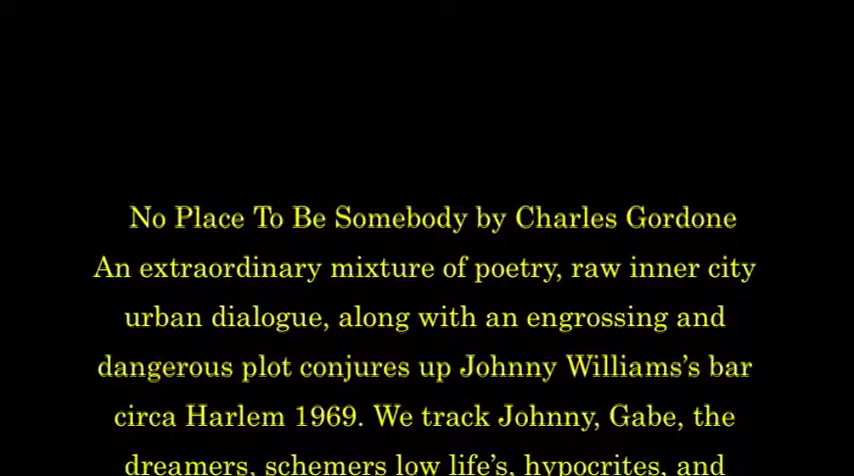 No Place To Be Somebody by Charles Gordone
An extraordinary mixture of poetry, raw inner city
urban dialogue, along with an engrossing and
dangerous plot conjures up Johnny Williams’s bar
circa Harlem 1969. We track Johnny, Gabe, the
dreamers, schemers low life’s, hypocrites, and